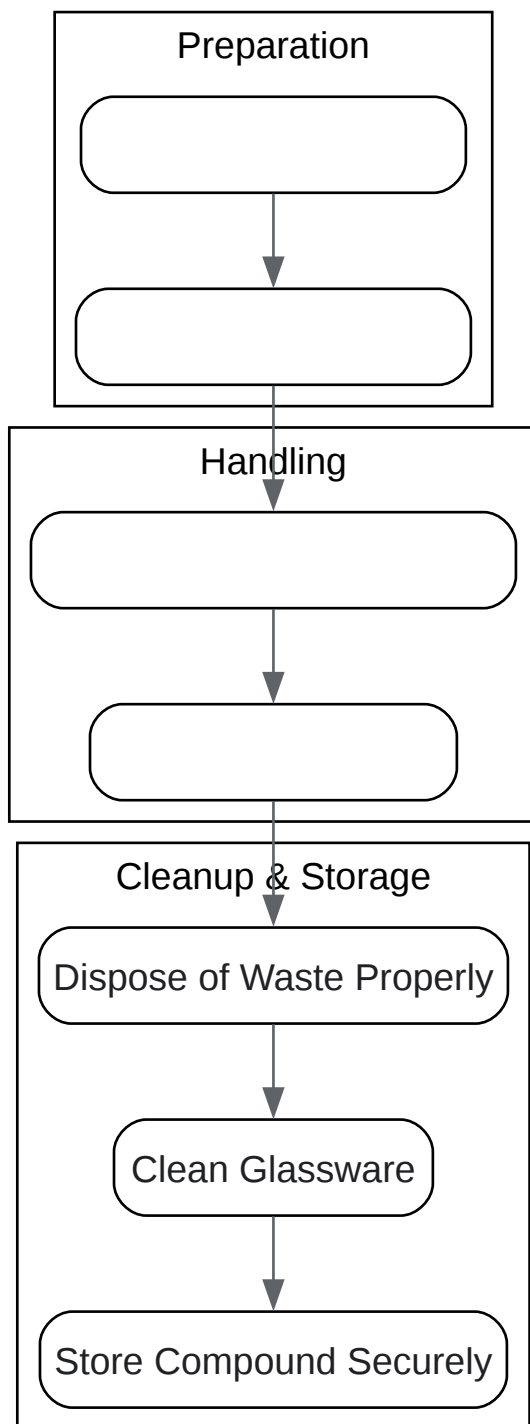 Preparation
Handling
Cleanup & Storage
Dispose of Waste Properly
Clean Glassware
Store Compound Securely